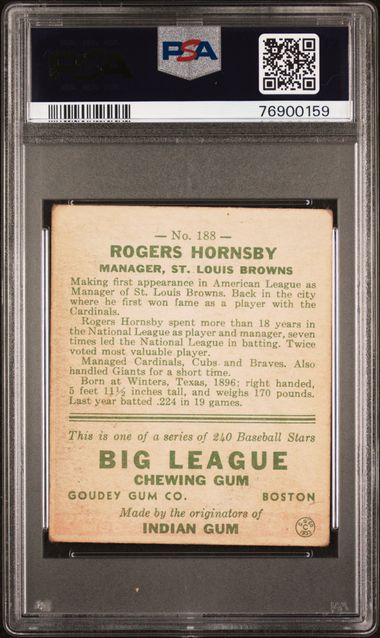 PSA
PSA
76900159
— No. 188 —
ROGERS HORNSBY
MANAGER, ST. LOUIS BROWNS
Making first appearance in American League as
Manager of St. Louis Browns. Back in the city
where he first won fame as a player with the
Cardinals.
Rogers Hornsby spent more than 18 years in
the National League as player and manager, seven
times led the National League in batting. Twice
voted most valuable player.
Managed Cardinals, Cubs and Braves. Also
handled Giants for a short time.
Born at Winters, Texas, 1896; right handed,
5 feet 11½ inches tall, and weighs 170 pounds.
Last year batted .224 in 19 games.
This is one of a series of 240 Baseball Stars
BIG LEAGUE
CHEWING GUM
GOUDEY GUM CO. BOSTON
Made by the originators of
INDIAN GUM